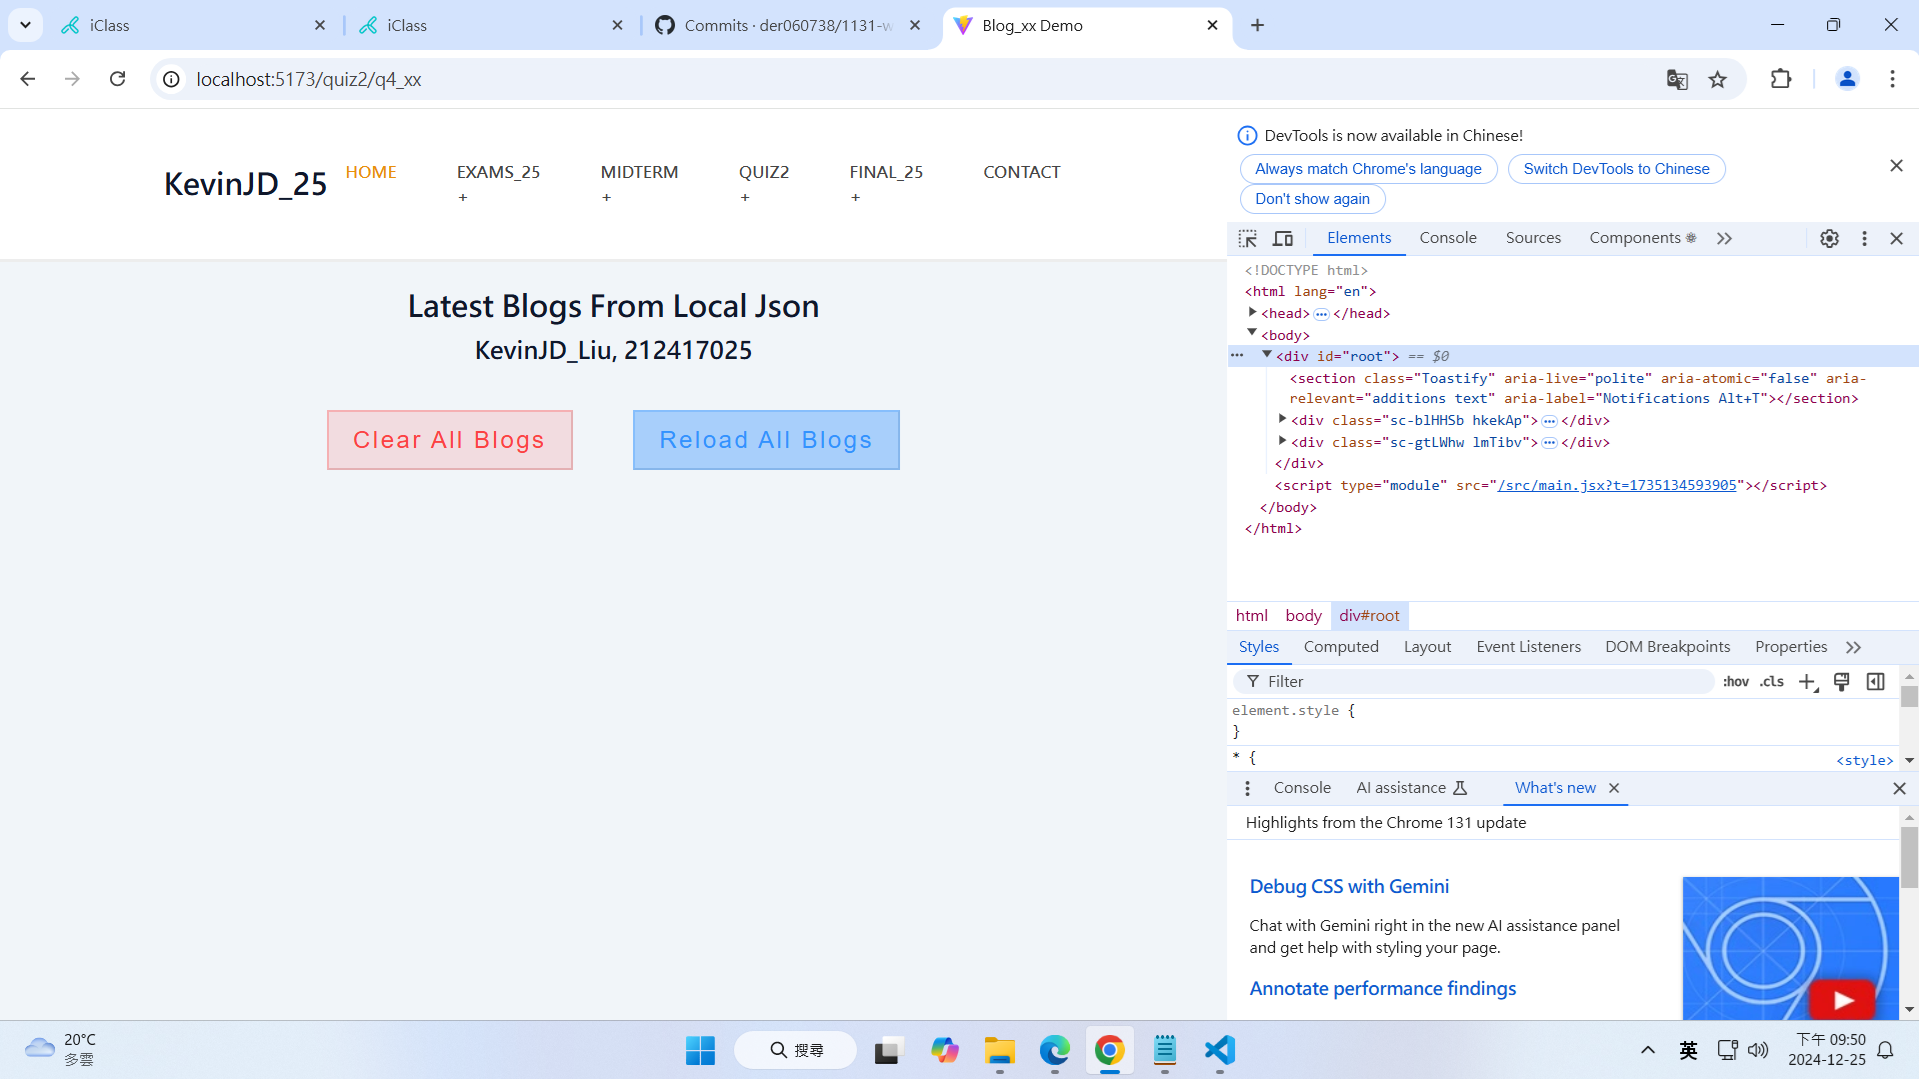 iClass
iClass
Commits · der060738/1131-w
Blog_xx Demo
localhost:5173/quiz2/q4_xx
KevinJD_25
HOME
EXAMS_25
+
MIDTERM
+
QUIZ2
+
FINAL_25
+
CONTACT
Latest Blogs From Local Json
KevinJD_Liu, 212417025
Clear All Blogs
Reload All Blogs
DevTools is now available in Chinese!
Always match Chrome's language
Switch DevTools to Chinese
Don't show again
Elements
Console
Sources
Components
<!DOCTYPE html>
<html lang="en">
<head>…</head>
<body>
<div id="root"> == $0
<section class="Toastify" aria-live="polite" aria-atomic="false" aria-
relevant="additions text" aria-label="Notifications Alt+T"></section>
<div class="sc-blHHSb hkekAp">…</div>
<div class="sc-gtLWhw lmTibv">…</div>
</div>
<script type="module" src="/src/main.jsx?t=1735134593905"></script>
</body>
</html>
html
body
div#root
Styles
Computed
Layout
Event Listeners
DOM Breakpoints
Properties
Filter
:hov
.cls
element.style {
}
* {
<style>
Console
AI assistance
What's new
Highlights from the Chrome 131 update
Debug CSS with Gemini
Chat with Gemini right in the new AI assistance panel
and get help with styling your page.
Annotate performance findings
20°C
多雲
搜尋
英
下午 09:50
2024-12-25